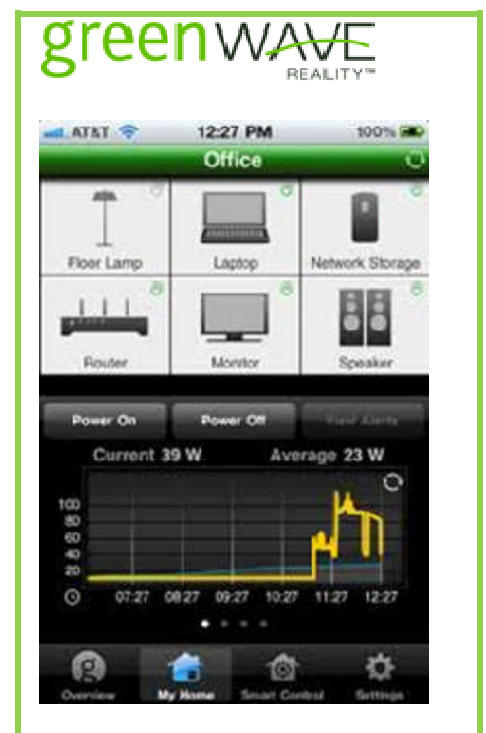 greenWAVE
REALITY™
AT&T 12:27 PM 100%
Office
Floor Lamp Laptop Network Storage
Router Monitor Speaker
Power On Power Off View Alerts
Current 39 W Average 23 W
100
80
60
40
20
07:27 08:27 09:27 10:27 11:27 12:27
g
Overview My Home Smart Control Settings